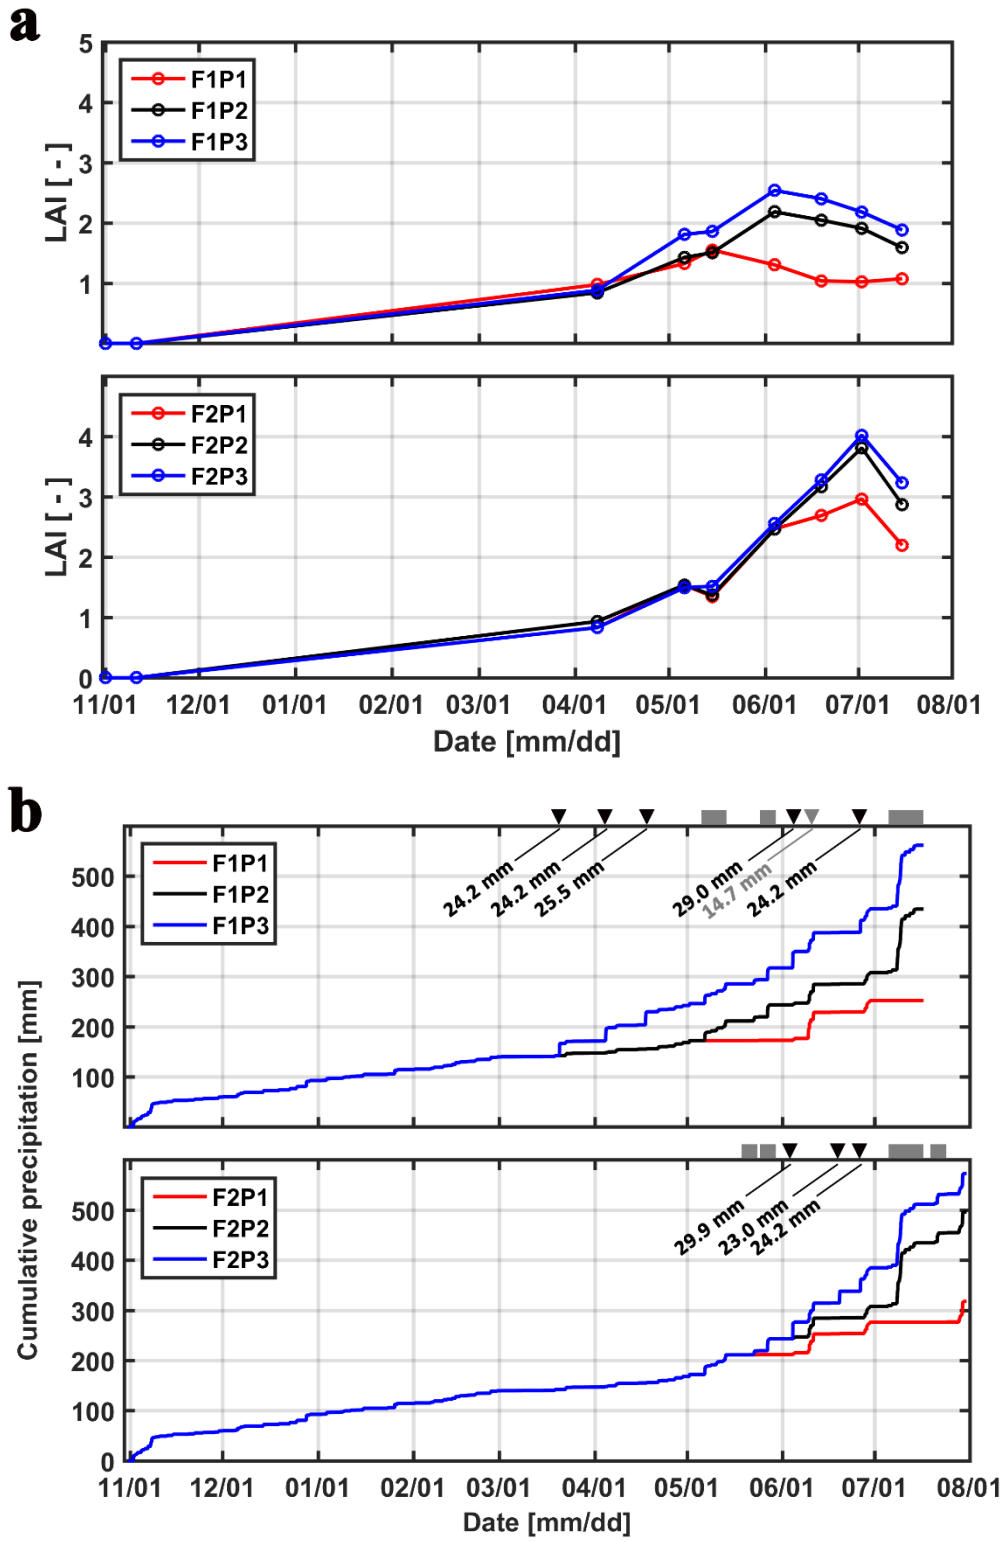 a
5
4
3
2
1
LAI [ - ]
F1P1
F1P2
F1P3
4
3
2
1
0
LAI [ - ]
F2P1
F2P2
F2P3
11/01 12/01 01/01 02/01 03/01 04/01 05/01 06/01 07/01 08/01
Date [mm/dd]
b
500
400
300
200
100
F1P1
F1P2
F1P3
24.2 mm
24.2 mm
25.5 mm
29.0 mm
14.7 mm
24.2 mm
Cumulative precipitation [mm]
500
400
300
200
100
0
F2P1
F2P2
F2P3
29.9 mm
23.0 mm
24.2 mm
11/01 12/01 01/01 02/01 03/01 04/01 05/01 06/01 07/01 08/01
Date [mm/dd]